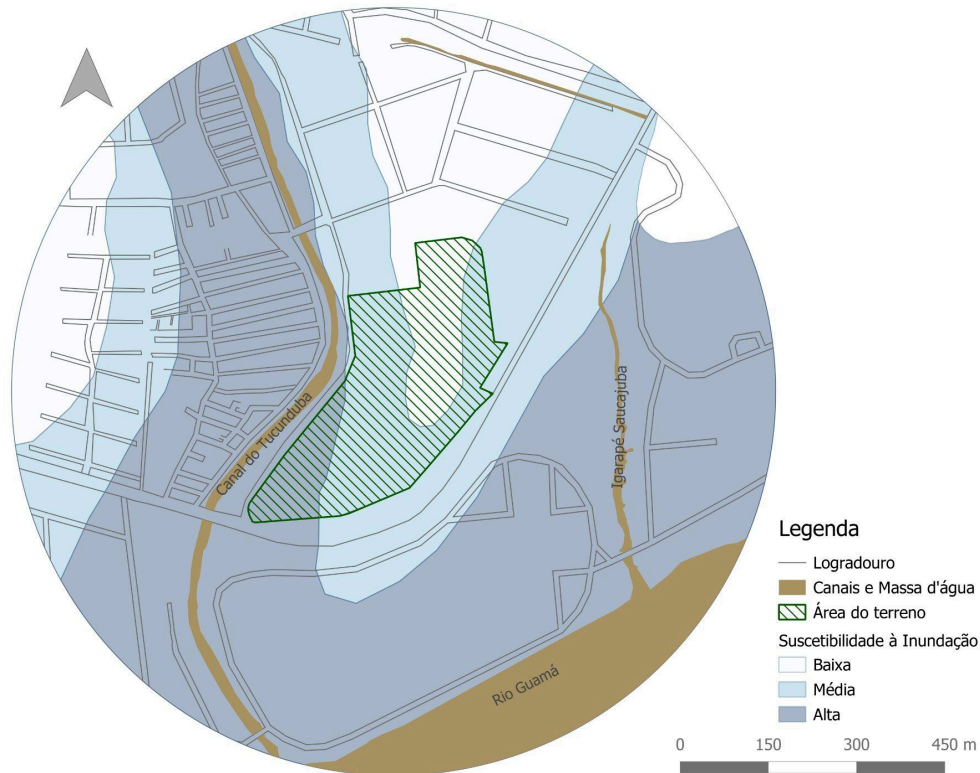 Canal do Tucunduba
Igarapé Saucajuba
Rio Guamá
Legenda
Logradouro
Canais e Massa d'água
Área do terreno
Suscetibilidade à Inundação
Baixa
Média
Alta
0 150 300 450 m